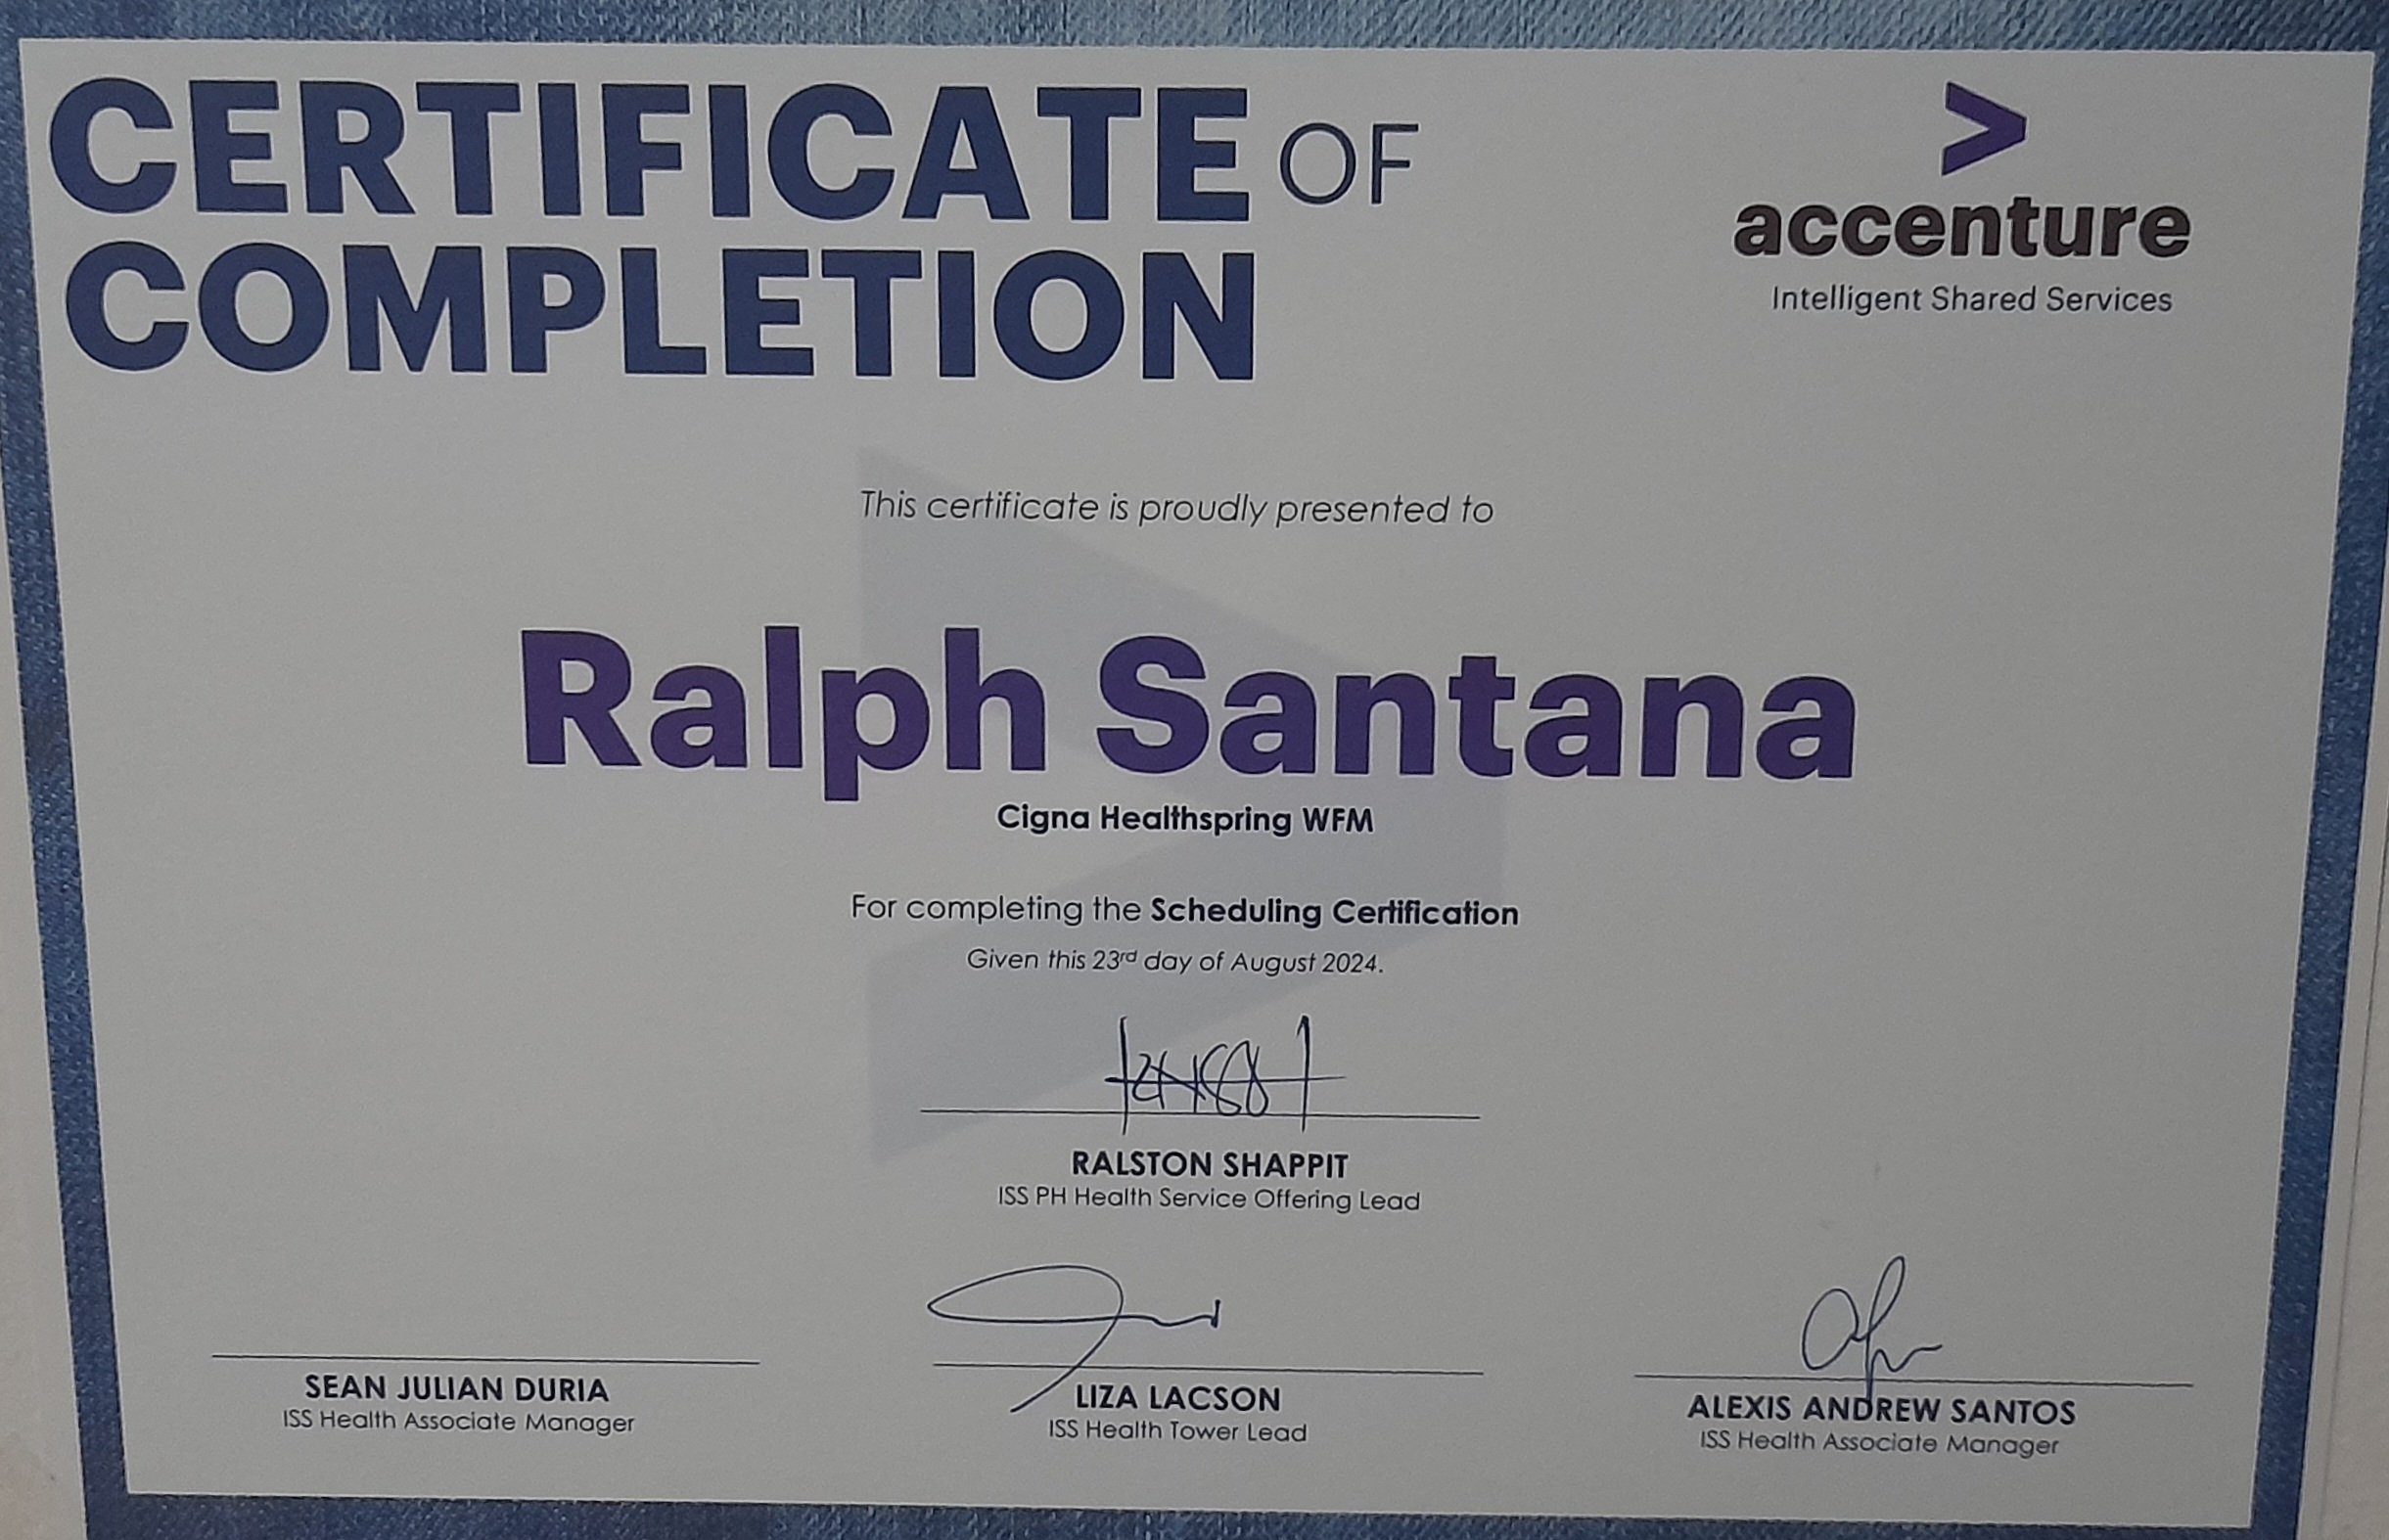 CERTIFICATE OF
COMPLETION
accenture
Intelligent Shared Services
This certificate is proudly presented to
Ralph Santana
Cigna Healthspring WFM
For completing the Scheduling Certification
Given this 23rd day of August 2024.
RALSTON SHAPPIT
ISS PH Health Service Offering Lead
SEAN JULIAN DURIA
ISS Health Associate Manager
LIZA LACSON
ISS Health Tower Lead
ALEXIS ANDREW SANTOS
ISS Health Associate Manager